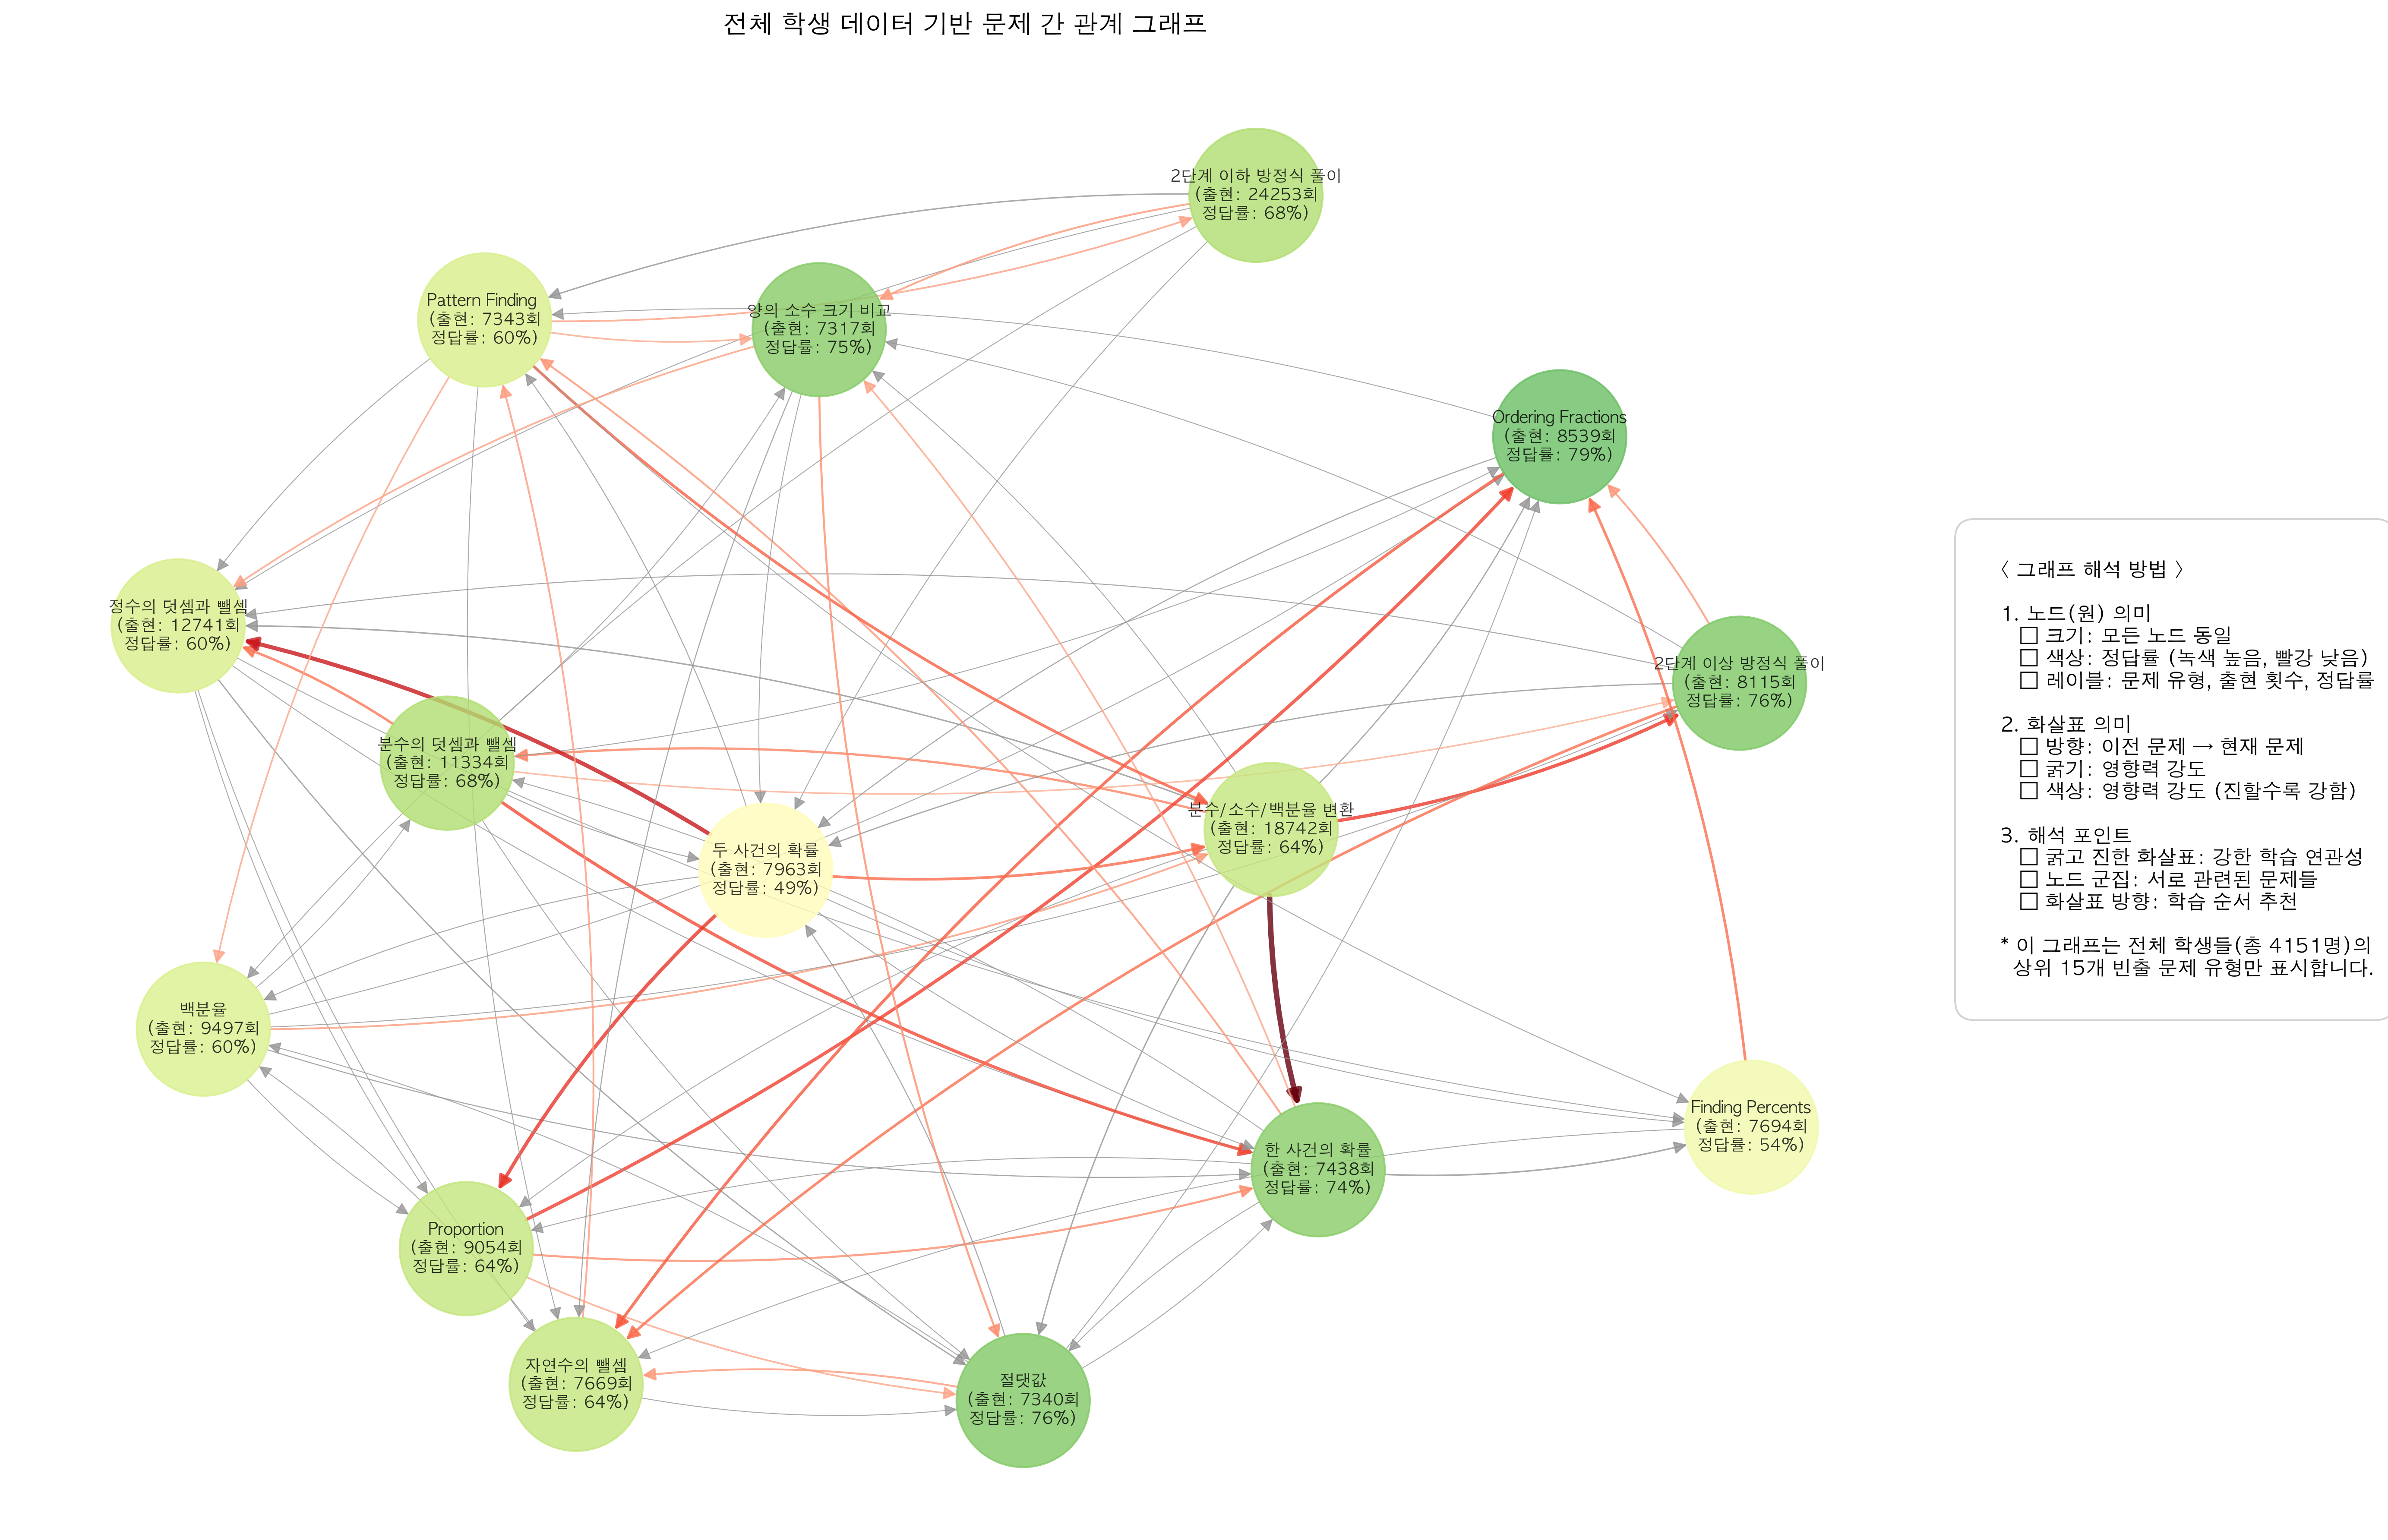 전체 학생 데이터 기반 문제 간 관계 그래프
2단계 이하 방정식 풀이
(출현: 24253회
정답률: 68%)
Pattern Finding
(출현: 7343회
정답률: 60%)
양의 소수 크기 비교
(출현: 7317회
정답률: 75%)
Ordering Fractions
(출현: 8539회
정답률: 79%)
정수의 덧셈과 뺄셈
(출현: 12741회
정답률: 60%)
2단계 이상 방정식 풀이
(출현: 8115회
정답률: 76%)
분수의 덧셈과 뺄셈
(출현: 11334회
정답률: 68%)
분수/소수/백분율 변환
(출현: 18742회
정답률: 64%)
두 사건의 확률
(출현: 7963회
정답률: 49%)
백분율
(출현: 9497회
정답률: 60%)
Finding Percents
(출현: 7694회
정답률: 54%)
한 사건의 확률
(출현: 7438회
정답률: 74%)
Proportion
(출현: 9054회
정답률: 64%)
자연수의 뺄셈
(출현: 7669회
정답률: 64%)
절댓값
(출현: 7340회
정답률: 76%)
〈 그래프 해석 방법 〉
1. 노드(원) 의미
□ 크기: 모든 노드 동일
□ 색상: 정답률 (녹색 높음, 빨강 낮음)
□ 레이블: 문제 유형, 출현 횟수, 정답률
2. 화살표 의미
□ 방향: 이전 문제 → 현재 문제
□ 굵기: 영향력 강도
□ 색상: 영향력 강도 (진할수록 강함)
3. 해석 포인트
□ 굵고 진한 화살표: 강한 학습 연관성
□ 노드 군집: 서로 관련된 문제들
□ 화살표 방향: 학습 순서 추천
* 이 그래프는 전체 학생들(총 4151명)의
상위 15개 빈출 문제 유형만 표시합니다.